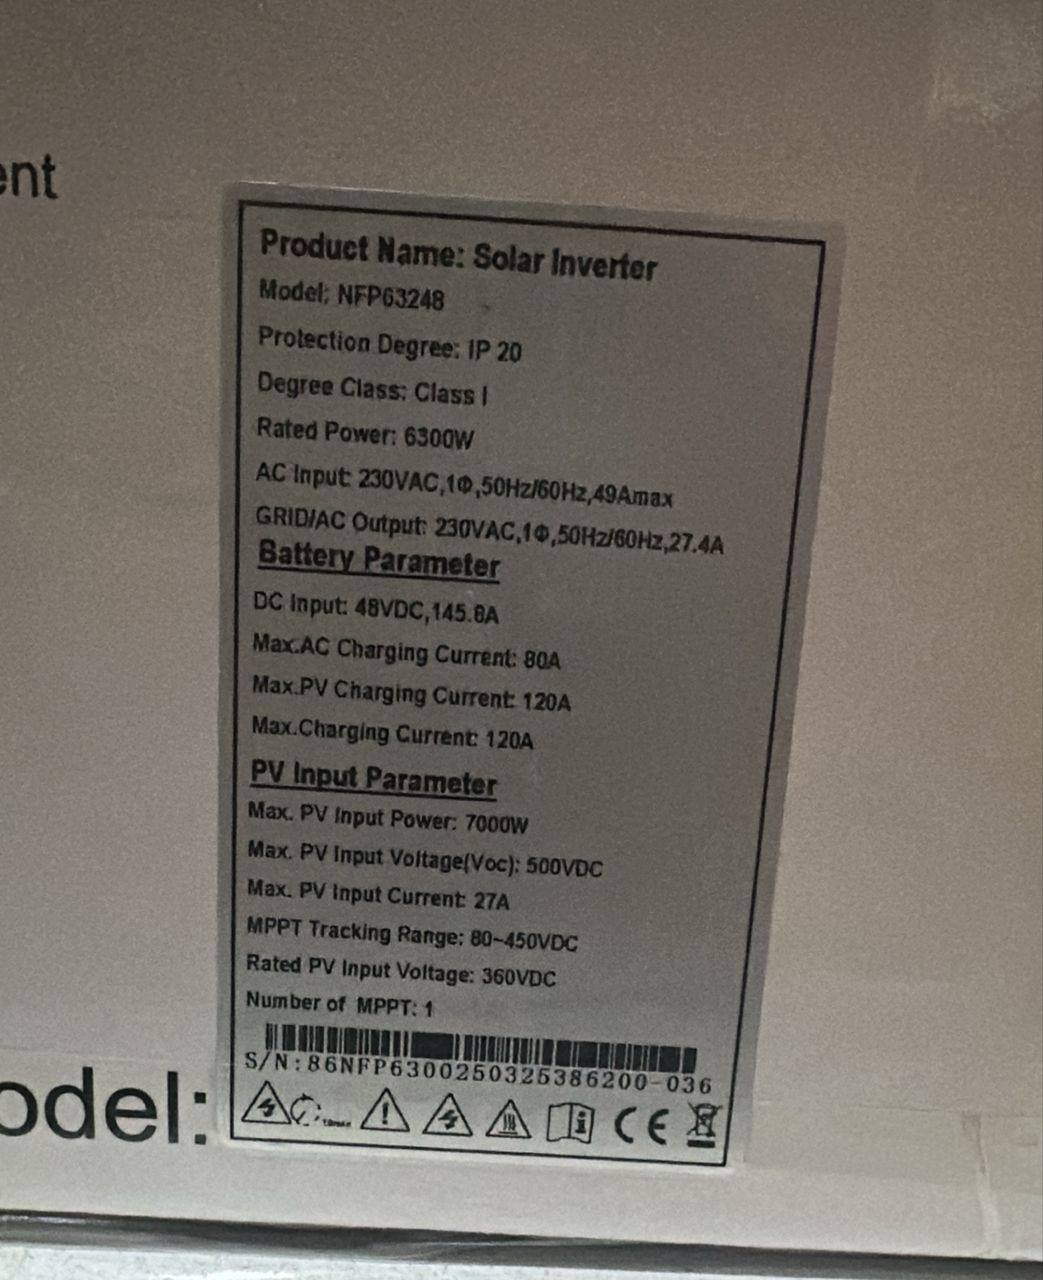 ent
Product Name: Solar Inverter
Model: NFP63248
Protection Degree: IP 20
Degree Class: Class I
Rated Power: 6300W
AC Input: 230VAC,1Φ,50Hz/60Hz,49Amax
GRID/AC Output: 230VAC,1Φ,50Hz/60Hz,27.4A
Battery Parameter
DC Input: 48VDC,145.8A
Max.AC Charging Current: 80A
Max.PV Charging Current: 120A
Max.Charging Current: 120A
PV Input Parameter
Max. PV Input Power: 7000W
Max. PV Input Voltage(Voc): 500VDC
Max. PV Input Current: 27A
MPPT Tracking Range: 80~450VDC
Rated PV Input Voltage: 360VDC
Number of MPPT: 1
S/N:86NFP6300250325386200-036
CE
odel: